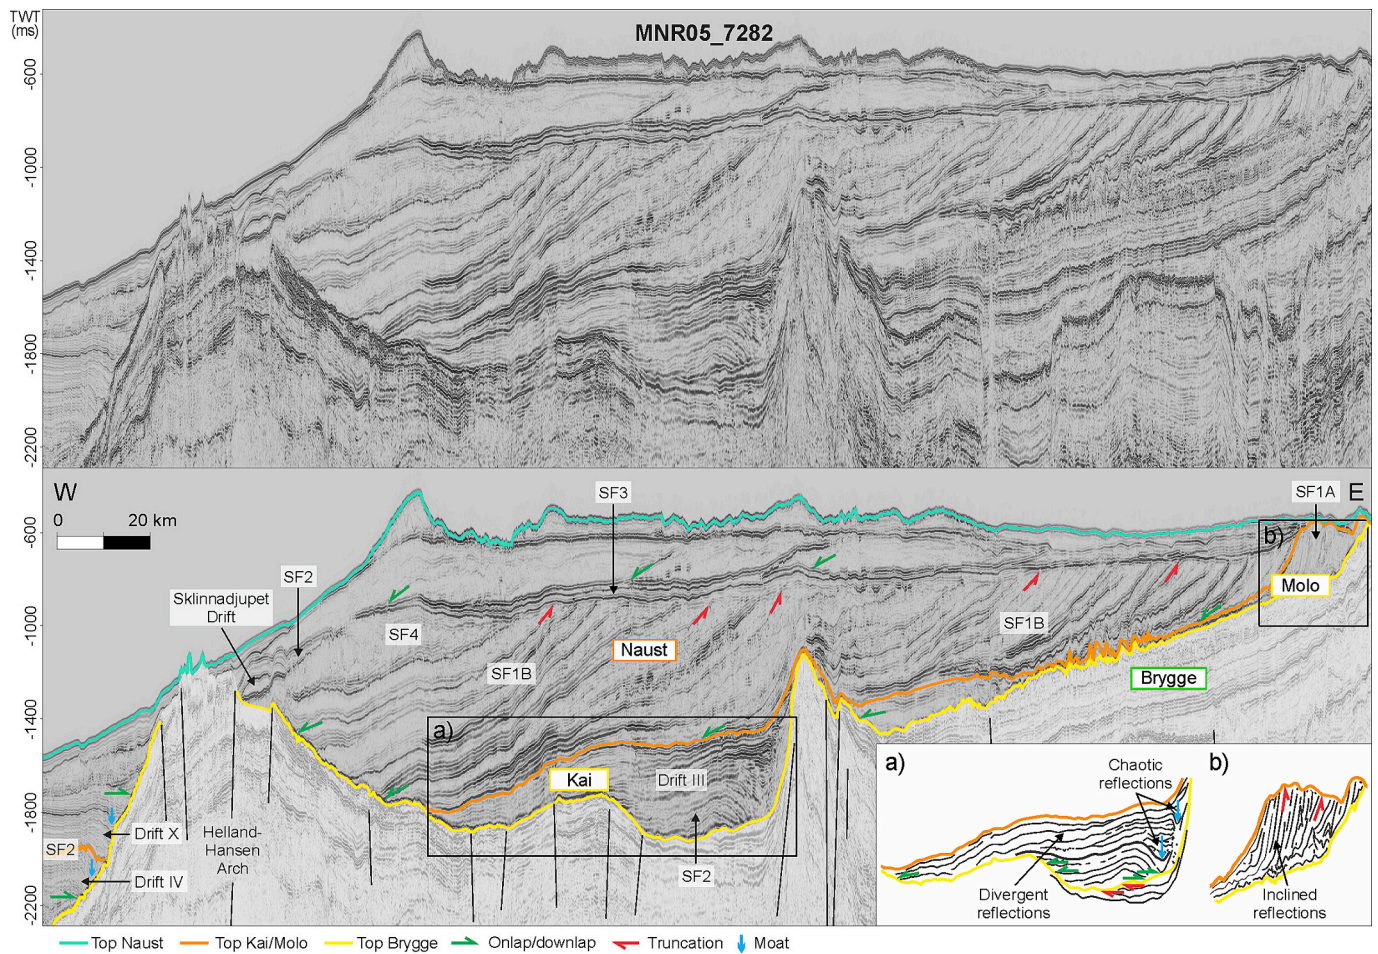 TWT
(ms)
MNR05_7282
-600
-1000
-1400
-1800
-2200
W
E
0
20 km
SF3
SF1A
-600
b)
SF2
Molo
Sklinnadjupet
Drift
SF4
SF1B
SF1B
Naust
-1000
Brygge
-1400
a)
Kai
Drift III
a)
Chaotic
reflections
b)
-1800
Drift X
Helland-
Hansen
Arch
SF2
Drift IV
SF2
Divergent
reflections
Inclined
reflections
-2200
Top Naust
Top Kai/Molo
Top Brygge
Onlap/downlap
Truncation
Moat